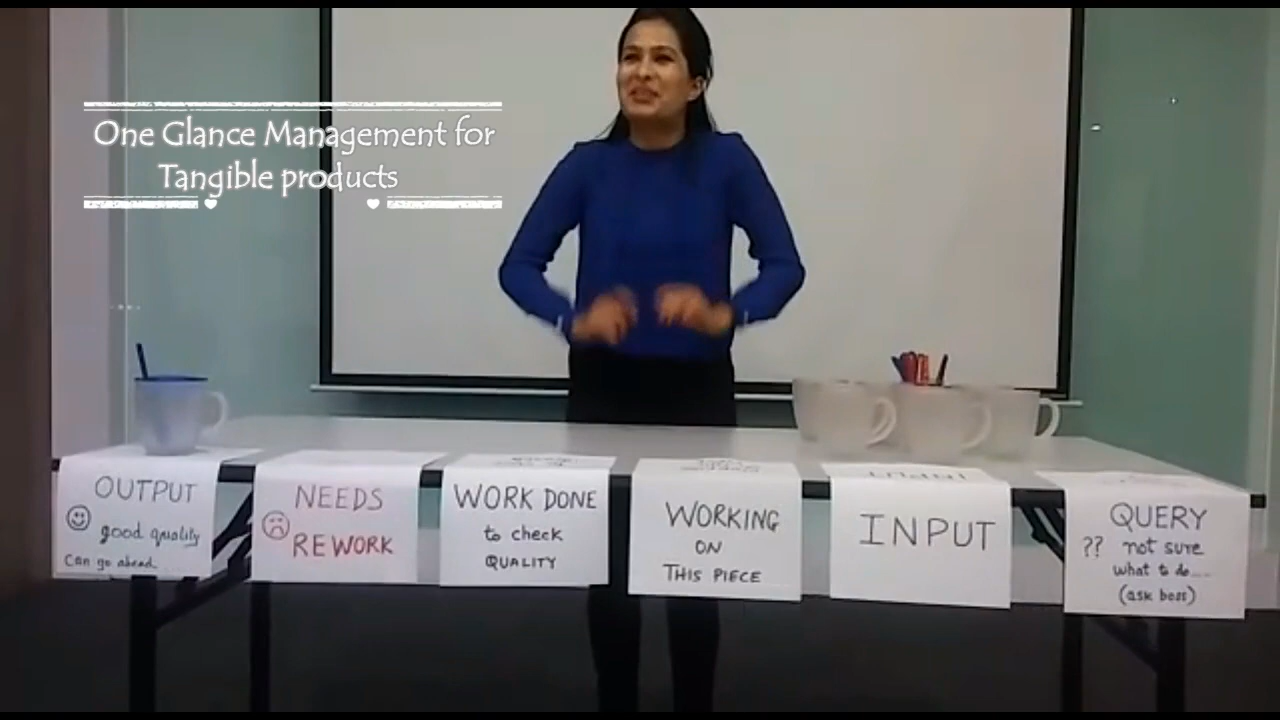 One Glance Management for
Tangible products
OUTPUT
good quality
Can go ahead
NEEDS
REWORK
WORK DONE
to check
QUALITY
WORKING
ON
THIS PIECE
INPUT
INPUT
QUERY
?? not sure
what to do....
(ask boss)